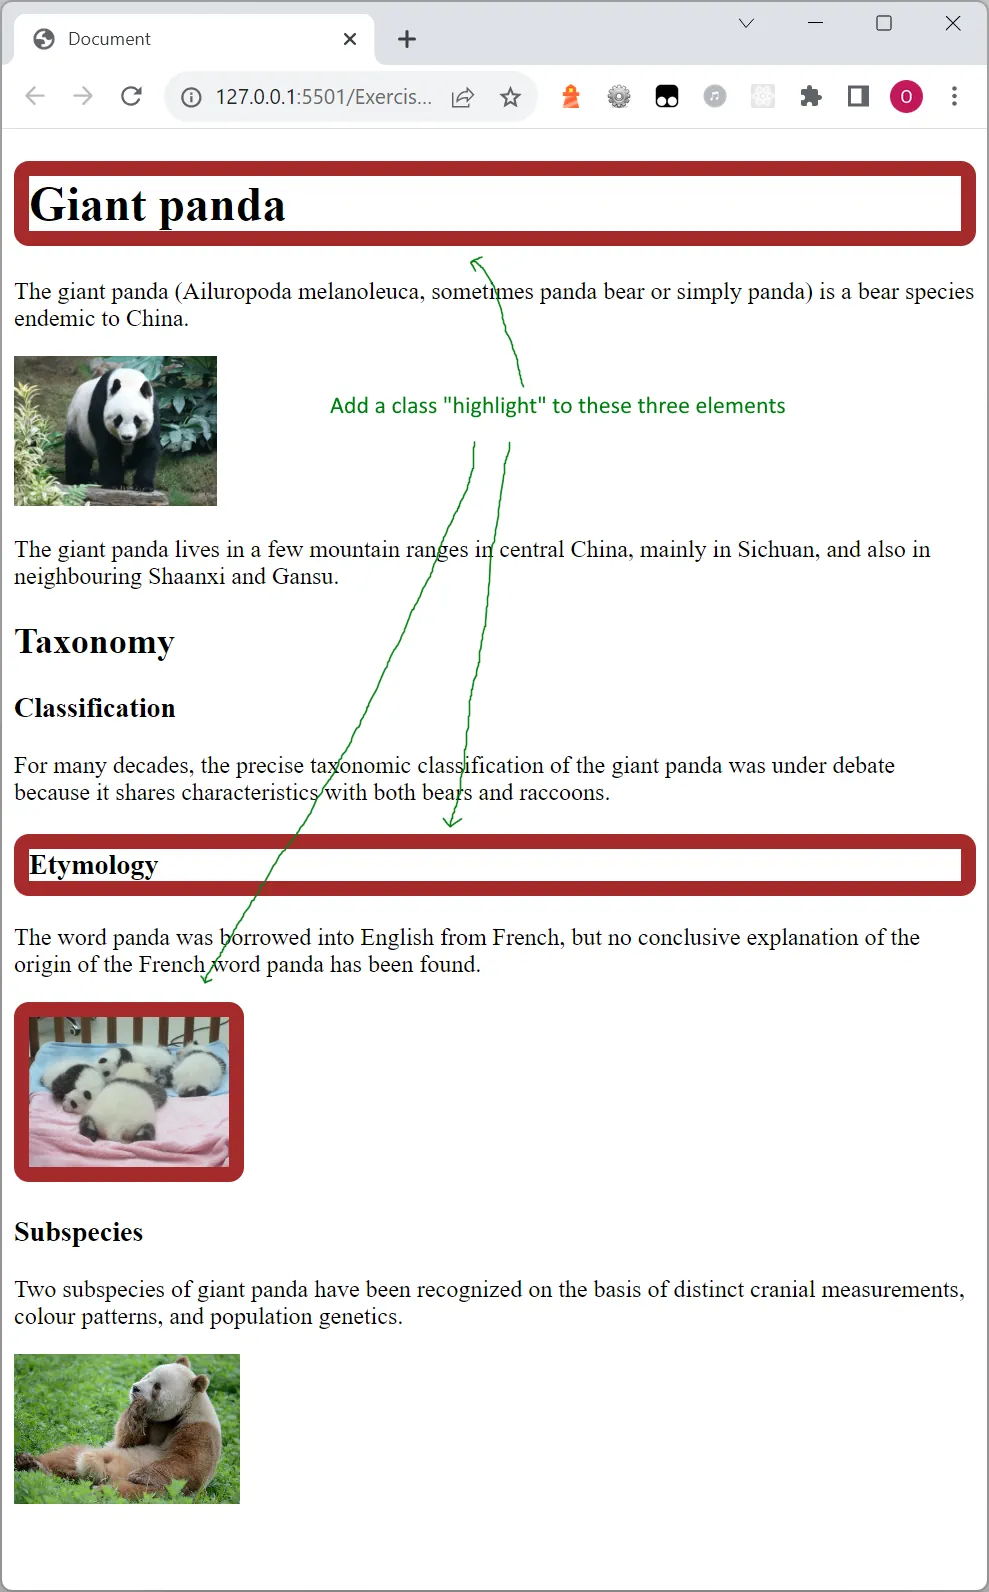 Document
127.0.0.1:5501/Exercis...
O
Giant panda
The giant panda (Ailuropoda melanoleuca, sometimes panda bear or simply panda) is a bear species
endemic to China.
Add a class "highlight" to these three elements
The giant panda lives in a few mountain ranges in central China, mainly in Sichuan, and also in
neighbouring Shaanxi and Gansu.
Taxonomy
Classification
For many decades, the precise taxonomic classification of the giant panda was under debate
because it shares characteristics with both bears and raccoons.
Etymology
The word panda was borrowed into English from French, but no conclusive explanation of the
origin of the French word panda has been found.
Subspecies
Two subspecies of giant panda have been recognized on the basis of distinct cranial measurements,
colour patterns, and population genetics.